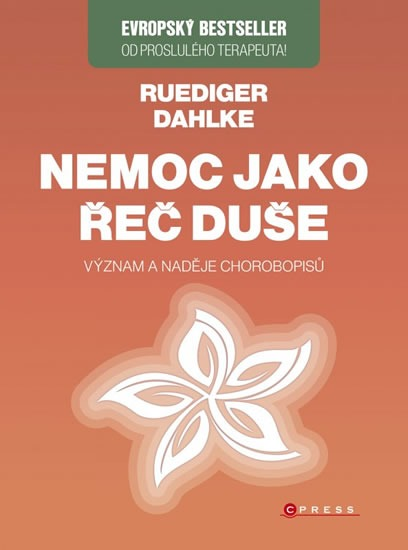 EVROPSKÝ BESTSELLER
OD PROSLULÉHO TERAPEUTA!
RUEDIGER
DAHLKE
NEMOC JAKO
ŘEČ DUŠE
VÝZNAM A NADĚJE CHOROBOPISŮ
CPRESS